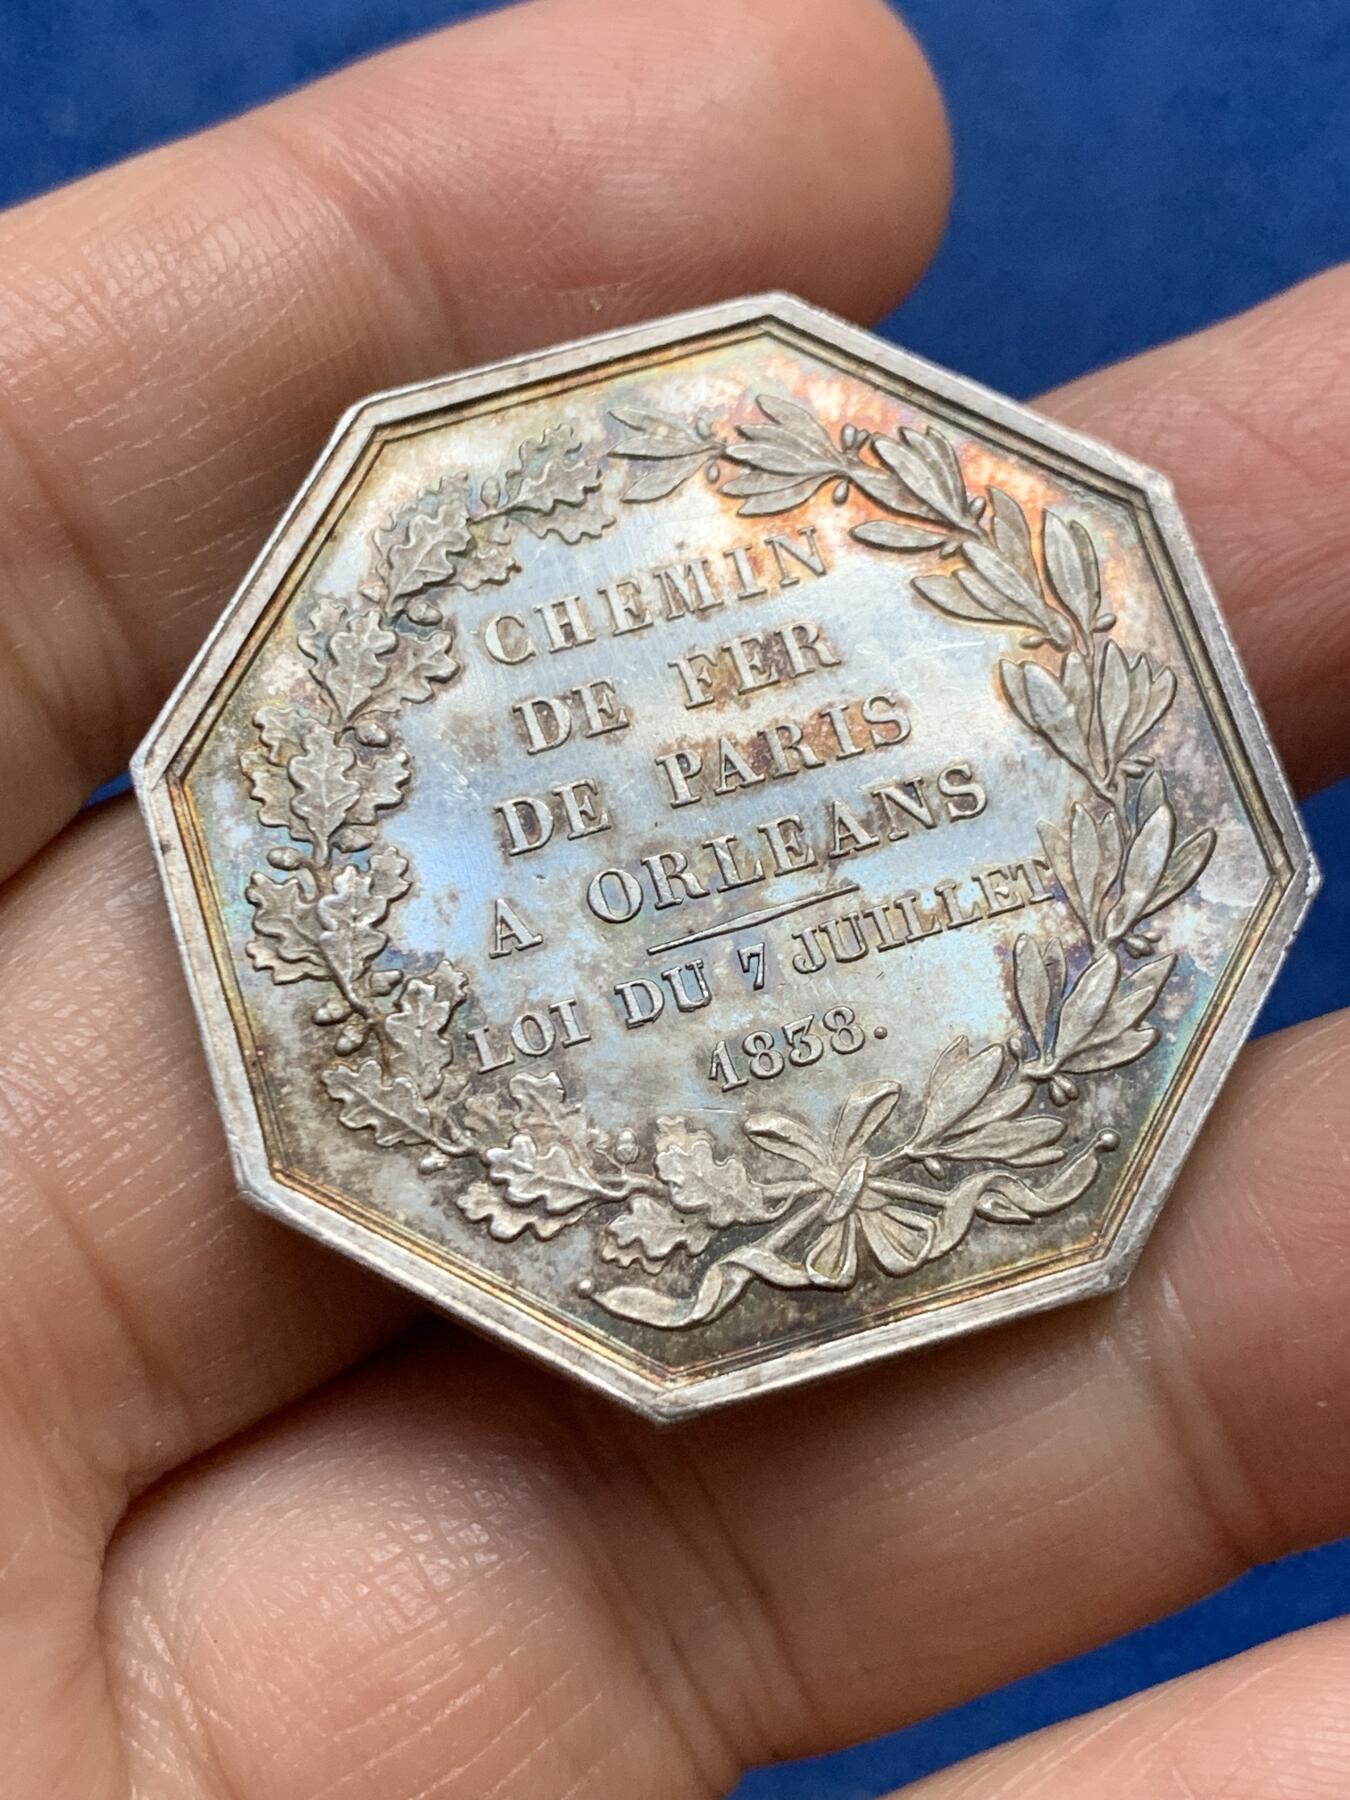 CHEMIN
DE FER
DE PARIS
A ORLEANS
LOI DU 7 JUILLET
1838.